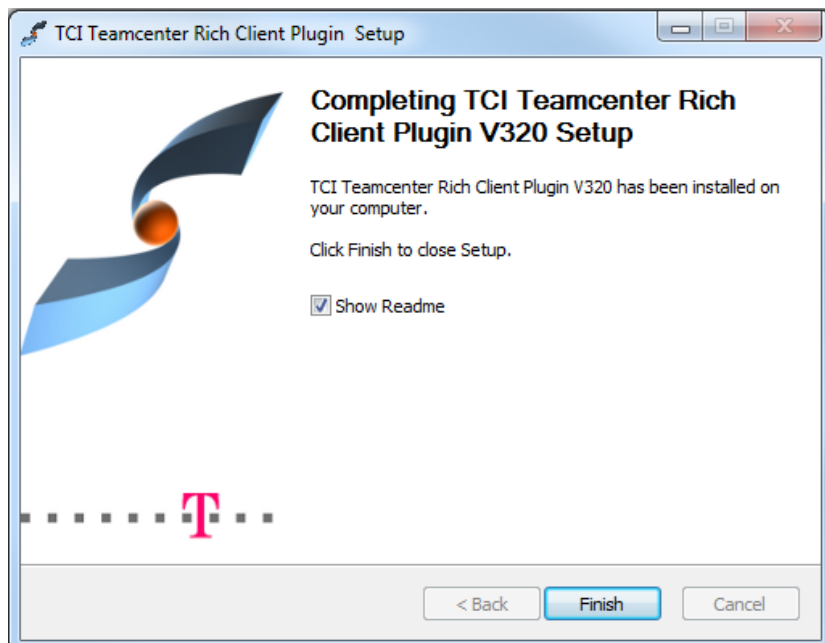 TCI Teamcenter Rich Client Plugin  Setup
Completing TCI Teamcenter Rich
Client Plugin V320 Setup
TCI Teamcenter Rich Client Plugin V320 has been installed on
your computer.
Click Finish to close Setup.
Show Readme
T
< Back
Finish
Cancel